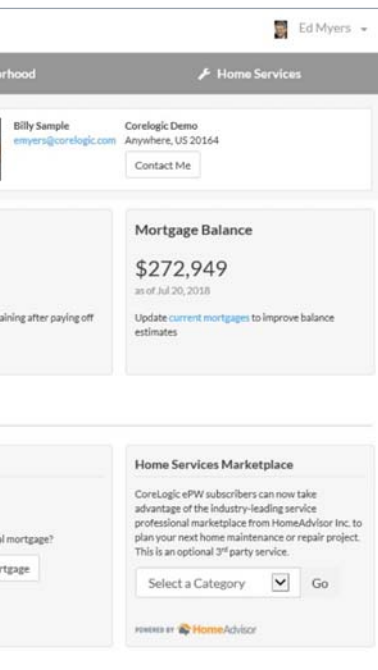 Ed Myers
Home Services
Billy Sample
emyers@corelogic.com
Corelogic Demo
Anywhere, US 20164
Contact Me
Mortgage Balance
$272,949
as of Jul 20, 2018
after paying off
Update current mortgages to improve balance
estimates
Home Services Marketplace
CoreLogic ePW subscribers can now take
advantage of the industry-leading service
professional marketplace from HomeAdvisor Inc. to
plan your next home maintenance or repair project.
This is an optional 3rd party service.
mortgage?
Select a Category
Go
POWERED BY HomeAdvisor